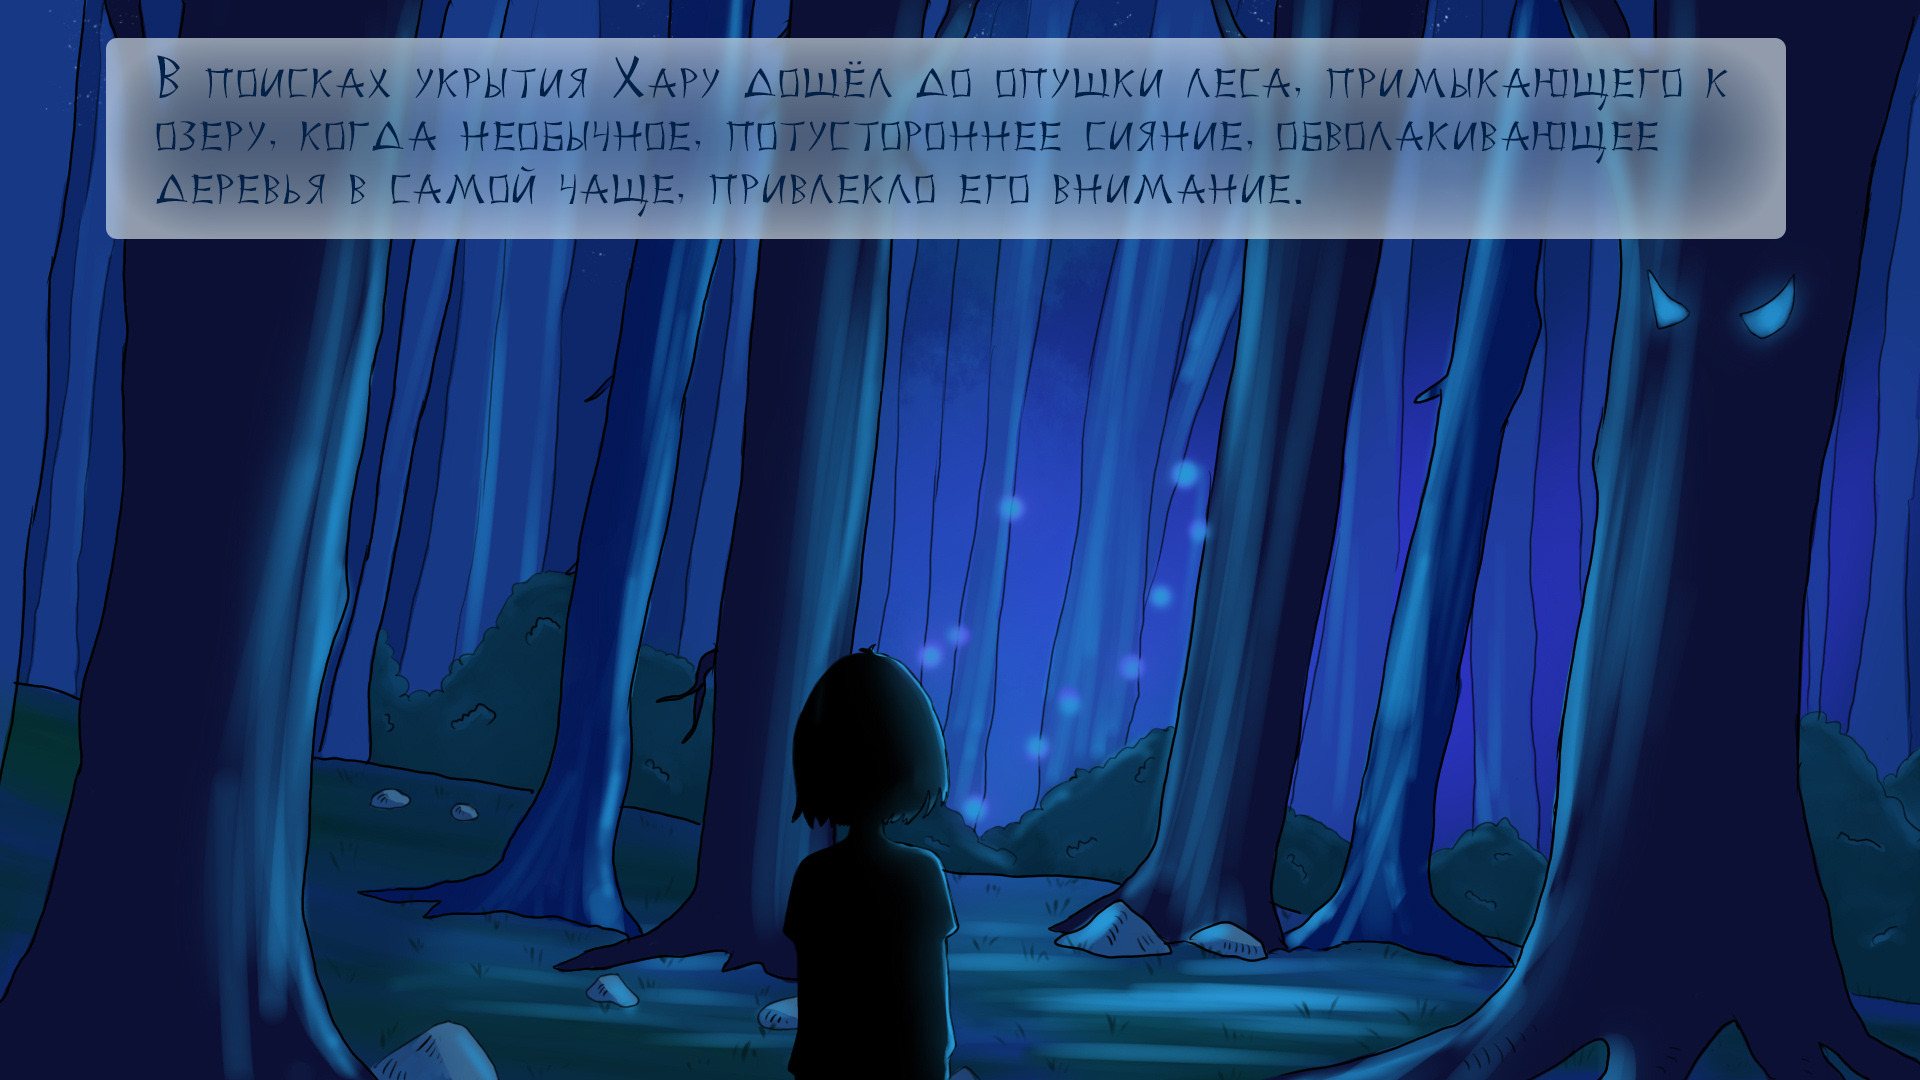 В поисках укрытия Хару дошёл до опушки леса, примыкающего к
озеру, когда необычное, потустороннее сияние, обволакивающее
деревья в самой чаще, привлекло его внимание.